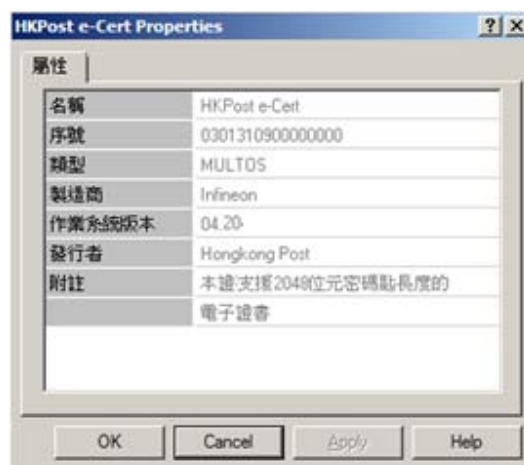 HKPost e-Cert Properties
屬性
名稱 HKPost e-Cert
序號 0301310900000000
類型 MULTOS
製造商 Infineon
作業系統版本 04.20
發行者 Hongkong Post
附註 本證支援2048位元密碼點長度的
電子證書
OK Cancel Apply Help